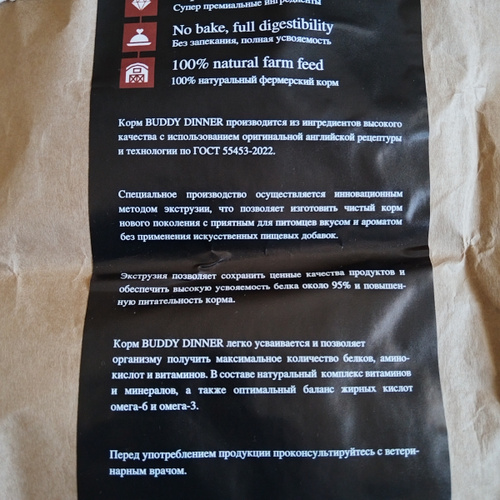 Супер премиальные ингредиенты
No bake, full digestibility
Без запекания, полная усвояемость
100% natural farm feed
100% натуральный фермерский корм
Корм BUDDY DINNER производится из ингредиентов высокого
качества с использованием оригинальной английской рецептуры
и технологии по ГОСТ 55453-2022.
Специальное производство осуществляется инновационным
методом экструзии, что позволяет изготовить чистый корм
нового поколения с приятным для питомцев вкусом и ароматом
без применения искусственных пищевых добавок.
Экструзия позволяет сохранить ценные качества продуктов и
обеспечить высокую усвояемость белка около 95% и повышен-
ную питательность корма.
Корм BUDDY DINNER легко усваивается и позволяет
организму получить максимальное количество белков, амино-
кислот и витаминов. В составе натуральный комплекс витаминов
и минералов, а также оптимальный баланс жирных кислот
омега-6 и омега-3.
Перед употреблением продукции проконсультируйтесь с ветери-
нарным врачом.